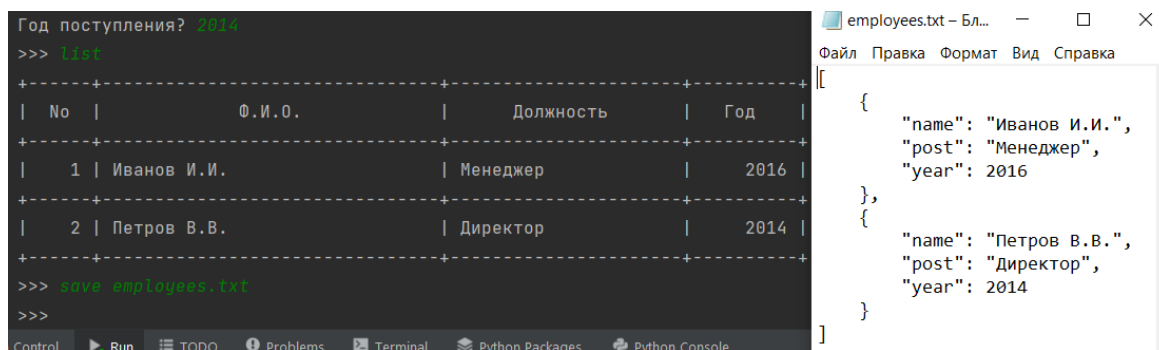 Год поступления? 2014
>>> list
+------+--------------------------------+----------------------+----------+
| No | Ф.И.О. | Должность | Год |
+------+--------------------------------+----------------------+----------+
| 1 | Иванов И.И. | Менеджер | 2016 |
+------+--------------------------------+----------------------+----------+
| 2 | Петров В.В. | Директор | 2014 |
+------+--------------------------------+----------------------+----------+
>>> save employees.txt
>>>
Control Run TODO Problems Terminal Python Packages Python Console
employees.txt – Бл...
Файл Правка Формат Вид Справка
[
{
"name": "Иванов И.И.",
"post": "Менеджер",
"year": 2016
},
{
"name": "Петров В.В.",
"post": "Директор",
"year": 2014
}
]